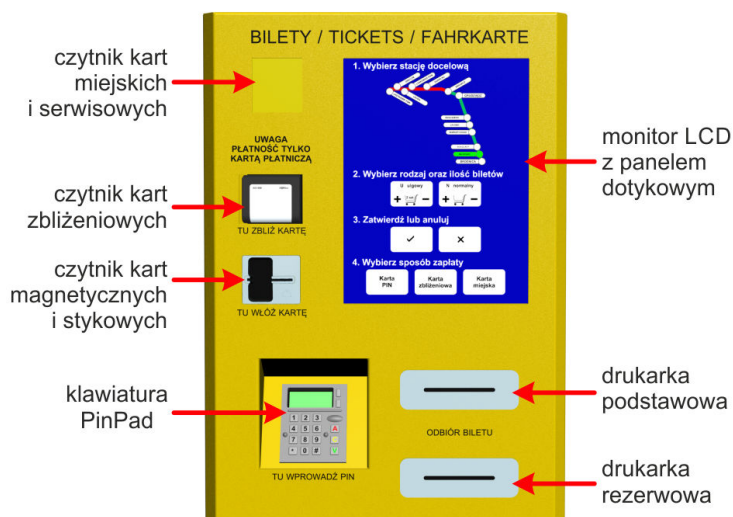 BILETY / TICKETS / FAHRKARTE
czytnik kart
miejskich
i serwisowych
UWAGA
PŁATNOŚĆ TYLKO
KARTĄ PŁATNICZĄ
czytnik kart
zbliżeniowych
TU ZBLIŻ KARTĘ
czytnik kart
magnetycznych
i stykowych
TU WŁÓŻ KARTĘ
1. Wybierz stację docelową
2. Wybierz rodzaj oraz ilość biletów
U ulgowy
N normalny
+ −
+ −
3. Zatwierdź lub anuluj
4. Wybierz sposób zapłaty
Karta
PIN
Karta
zbliżeniowa
Karta
miejska
monitor LCD
z panelem
dotykowym
klawiatura
PinPad
1 2 3
4 5 6 A
7 8 9
* 0 #
TU WPROWADŹ PIN
ODBIÓR BILETU
drukarka
podstawowa
drukarka
rezerwowa